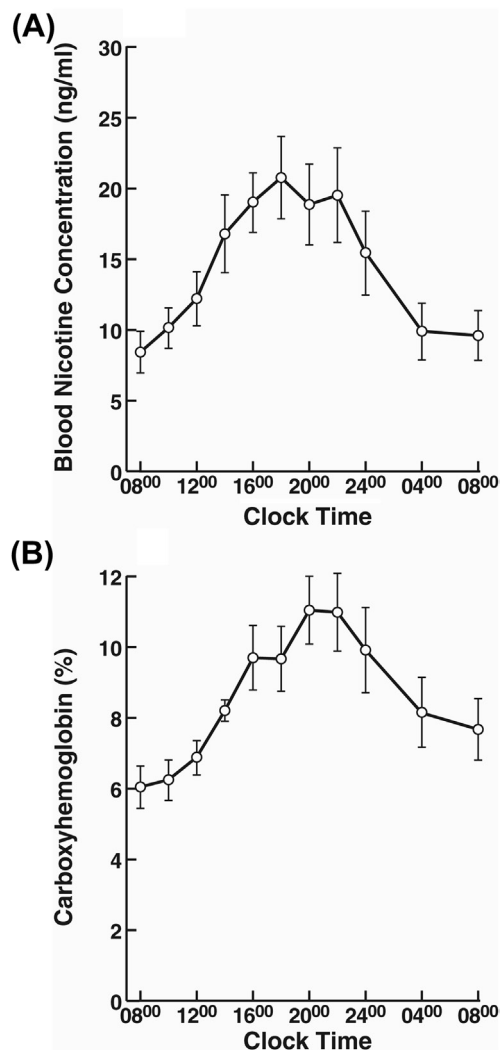 (A)
Blood Nicotine Concentration (ng/ml)
30
25
20
15
10
5
0
08⁰⁰ 12⁰⁰ 16⁰⁰ 20⁰⁰ 24⁰⁰ 04⁰⁰ 08⁰⁰
Clock Time
(B)
Carboxyhemoglobin (%)
12
10
8
6
4
2
0
08⁰⁰ 12⁰⁰ 16⁰⁰ 20⁰⁰ 24⁰⁰ 04⁰⁰ 08⁰⁰
Clock Time